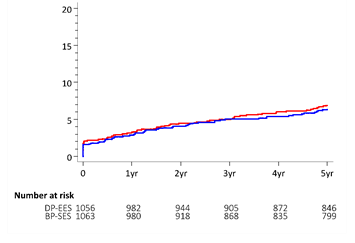 20
15
10
5
0
0 1yr 2yr 3yr 4yr 5yr
Number at risk
DP-EES 1056 982 944 905 872 846
BP-SES 1063 980 918 868 835 799